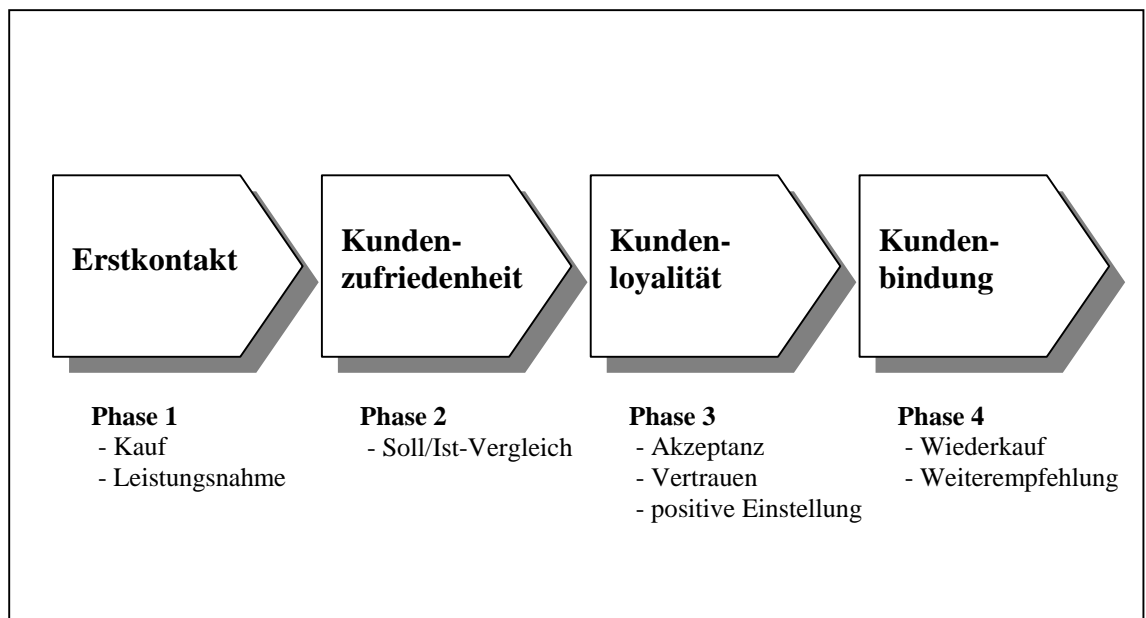 Erstkontakt
Kunden-
zufriedenheit
Kunden-
loyalität
Kunden-
bindung
Phase 1
- Kauf
- Leistungsnahme
Phase 2
- Soll/Ist-Vergleich
Phase 3
- Akzeptanz
- Vertrauen
- positive Einstellung
Phase 4
- Wiederkauf
- Weiterempfehlung